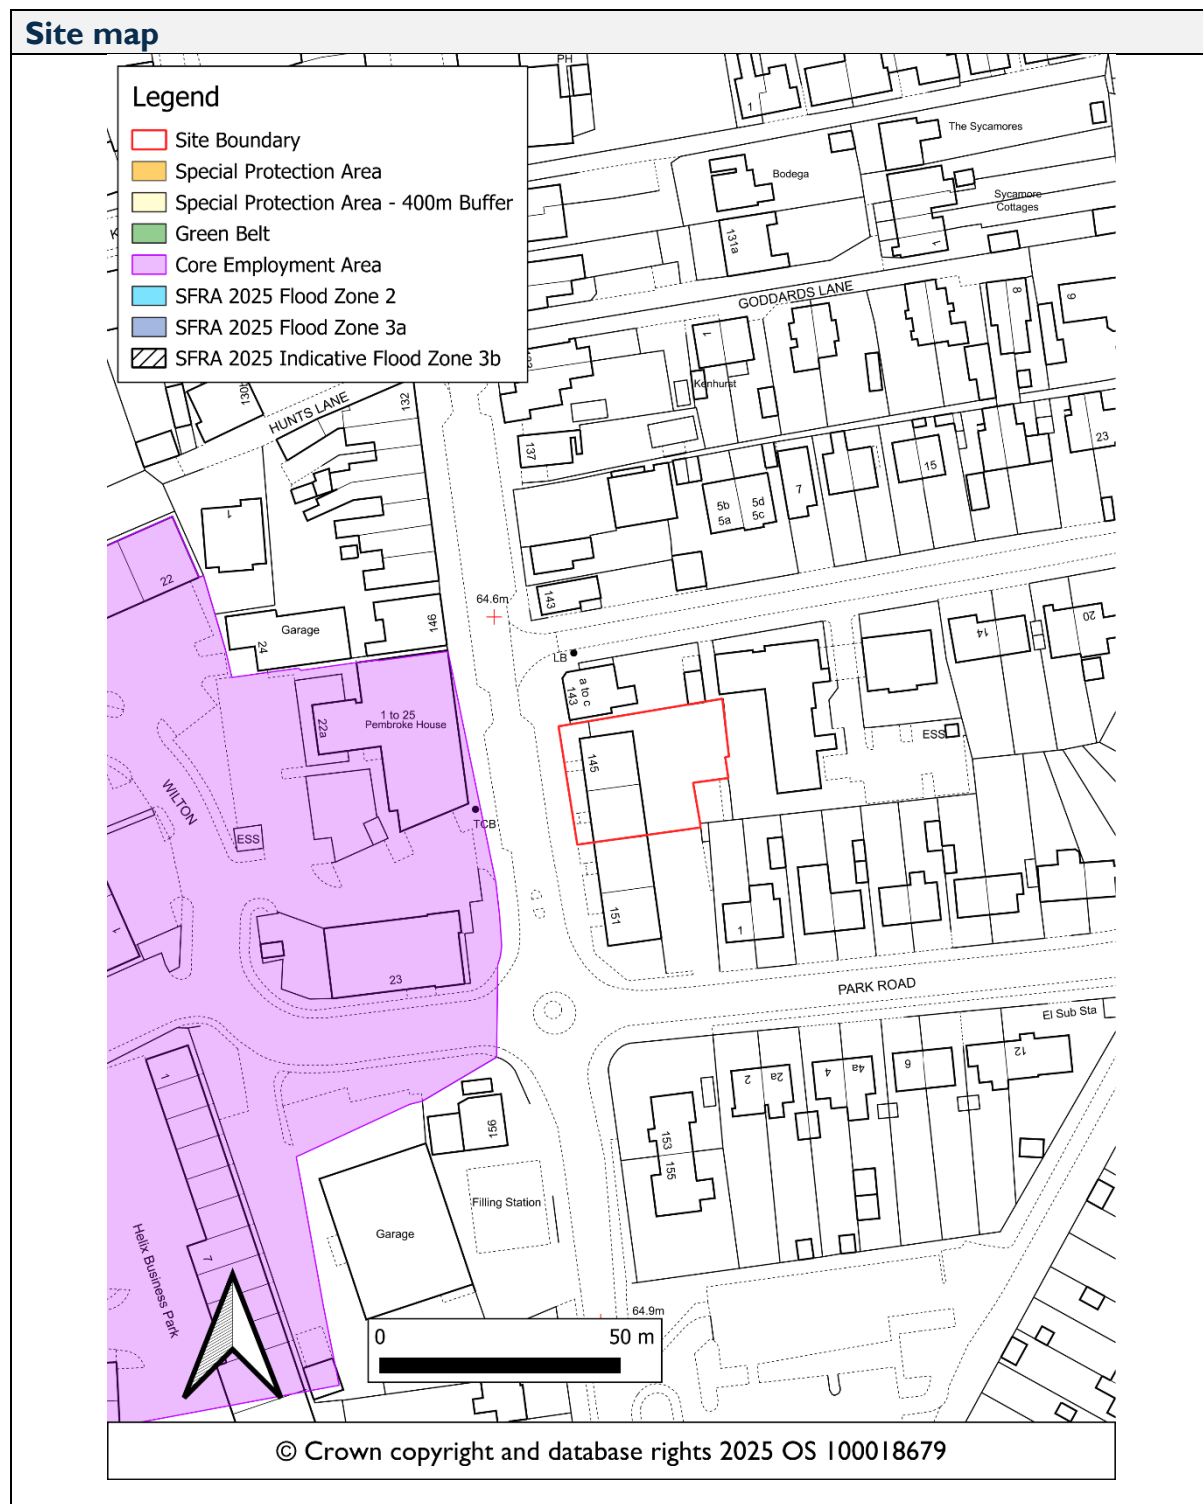 Site map
Legend
Site Boundary
Special Protection Area
Special Protection Area - 400m Buffer
Green Belt
Core Employment Area
SFRA 2025 Flood Zone 2
SFRA 2025 Flood Zone 3a
SFRA 2025 Indicative Flood Zone 3b
PH
1
The Sycamores
Bodega
Sycamore
Cottages
131a
1
GODDARDS LANE
8
9
1
Kenhurst
HUNTS LANE
132
137
23
15
7
5b
5d
5a
5c
1
22
143
64.6m
146
Garage
24
LB
14
20
143
a to c
1 to 25
Pembroke House
22a
145
ESS
WILTON
TCB
ESS
151
1
1
23
PARK ROAD
El Sub Sta
12
2
2a
4
4a
6
1
156
153
155
Filling Station
Garage
Helix Business Park
7
64.9m
0
50 m
© Crown copyright and database rights 2025 OS 100018679